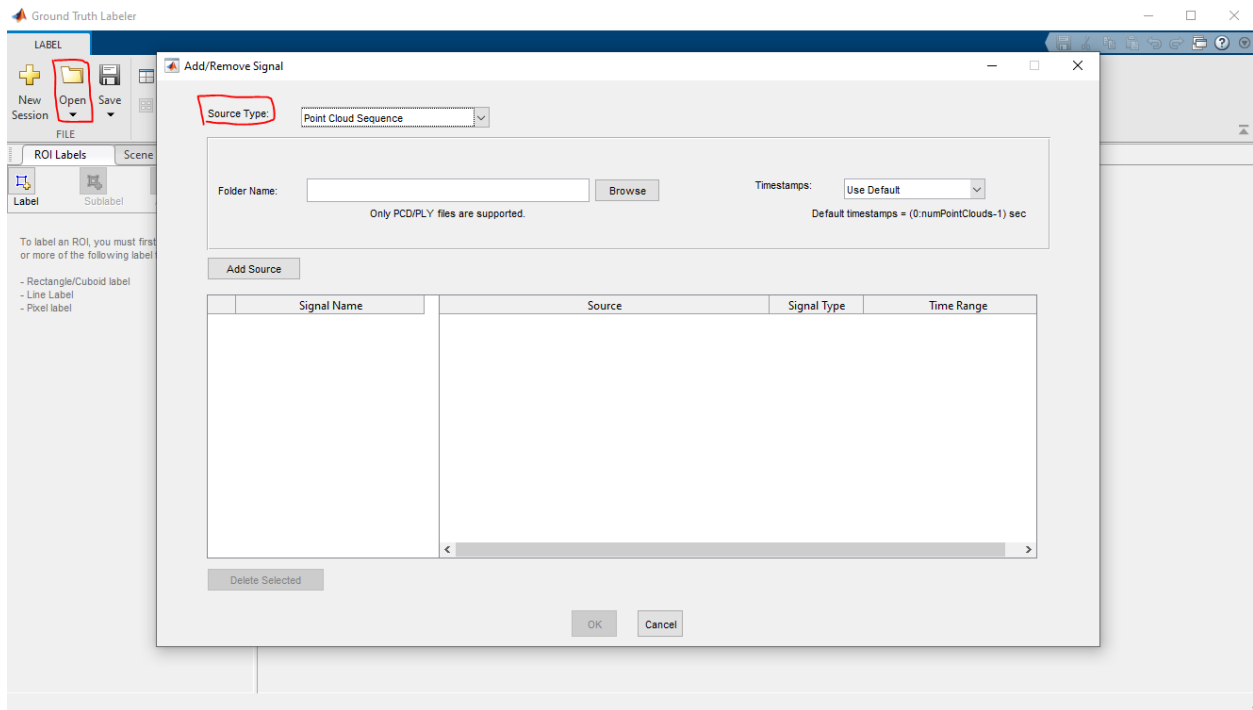 Ground Truth Labeler
LABEL
New Session
Open
Save
FILE
ROI Labels
Scene
Label
Sublabel
To label an ROI, you must first
or more of the following label
- Rectangle/Cuboid label
- Line Label
- Pixel label
Add/Remove Signal
Source Type:
Point Cloud Sequence
Folder Name:
Browse
Timestamps:
Use Default
Only PCD/PLY files are supported.
Default timestamps = (0:numPointClouds-1) sec
Add Source
Signal Name
Source
Signal Type
Time Range
Delete Selected
OK
Cancel